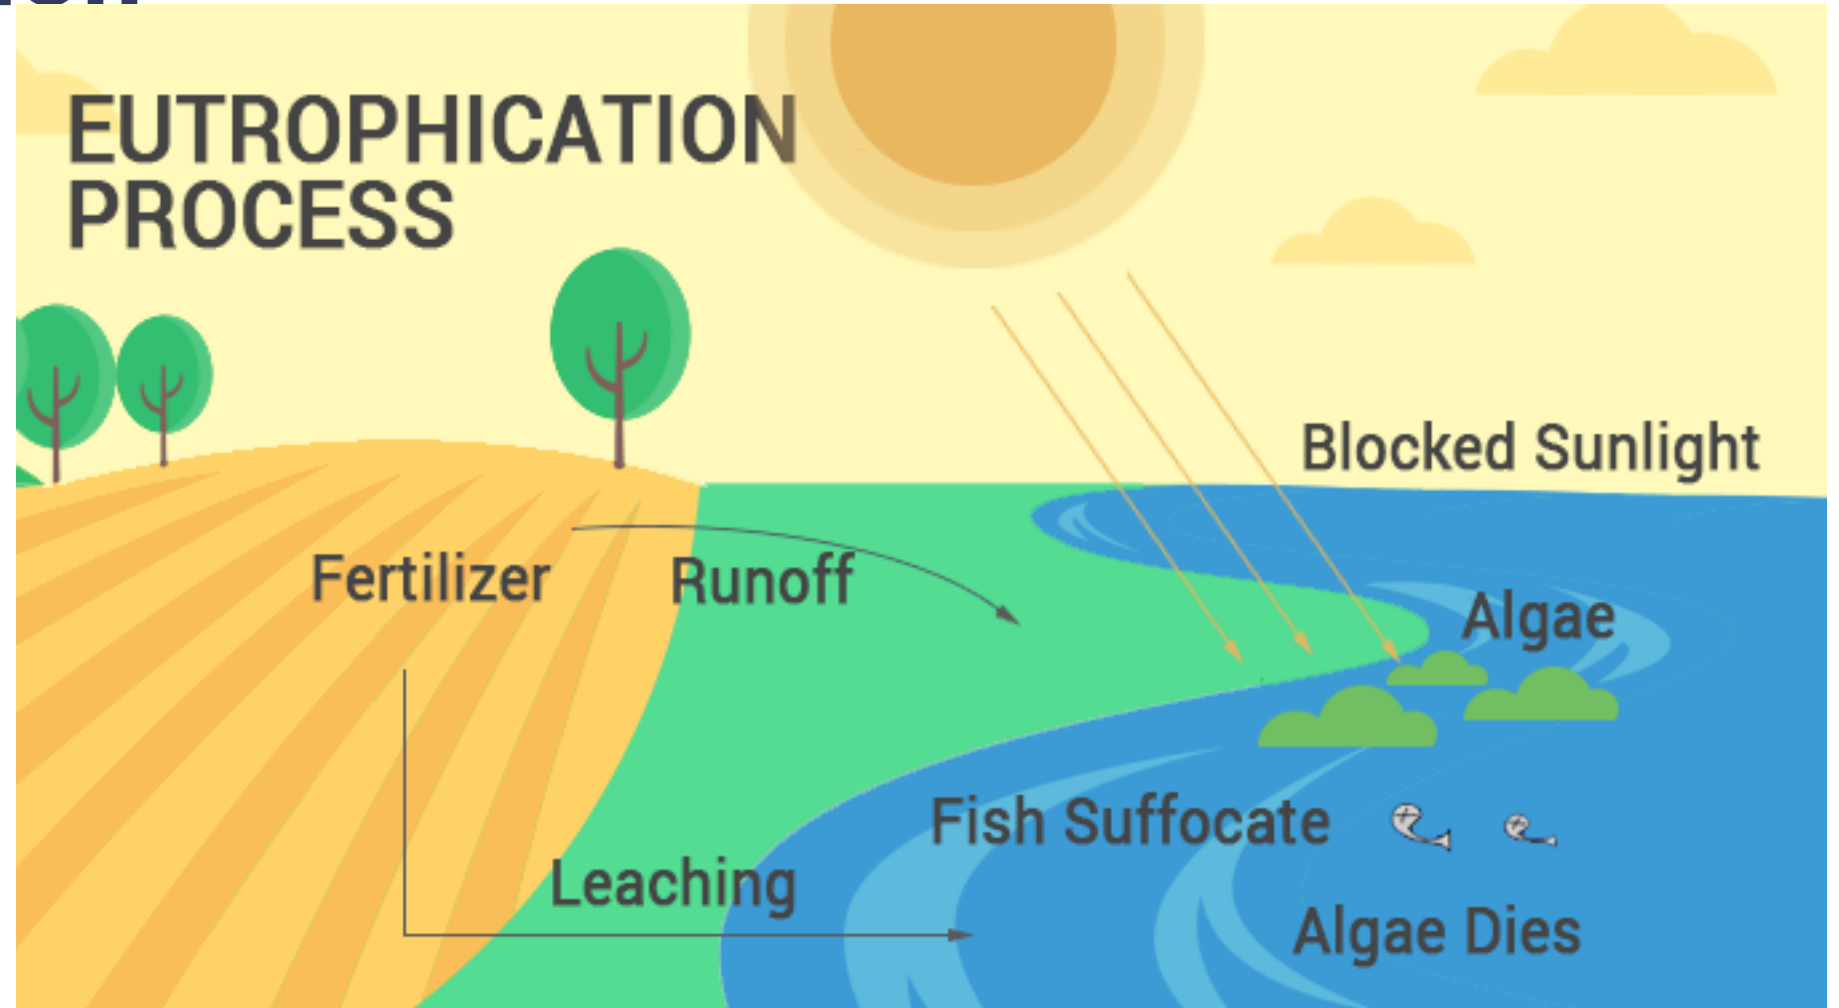 EUTROPHICATION
PROCESS
Blocked Sunlight
Fertilizer
Runoff
Algae
Fish Suffocate
Leaching
Algae Dies